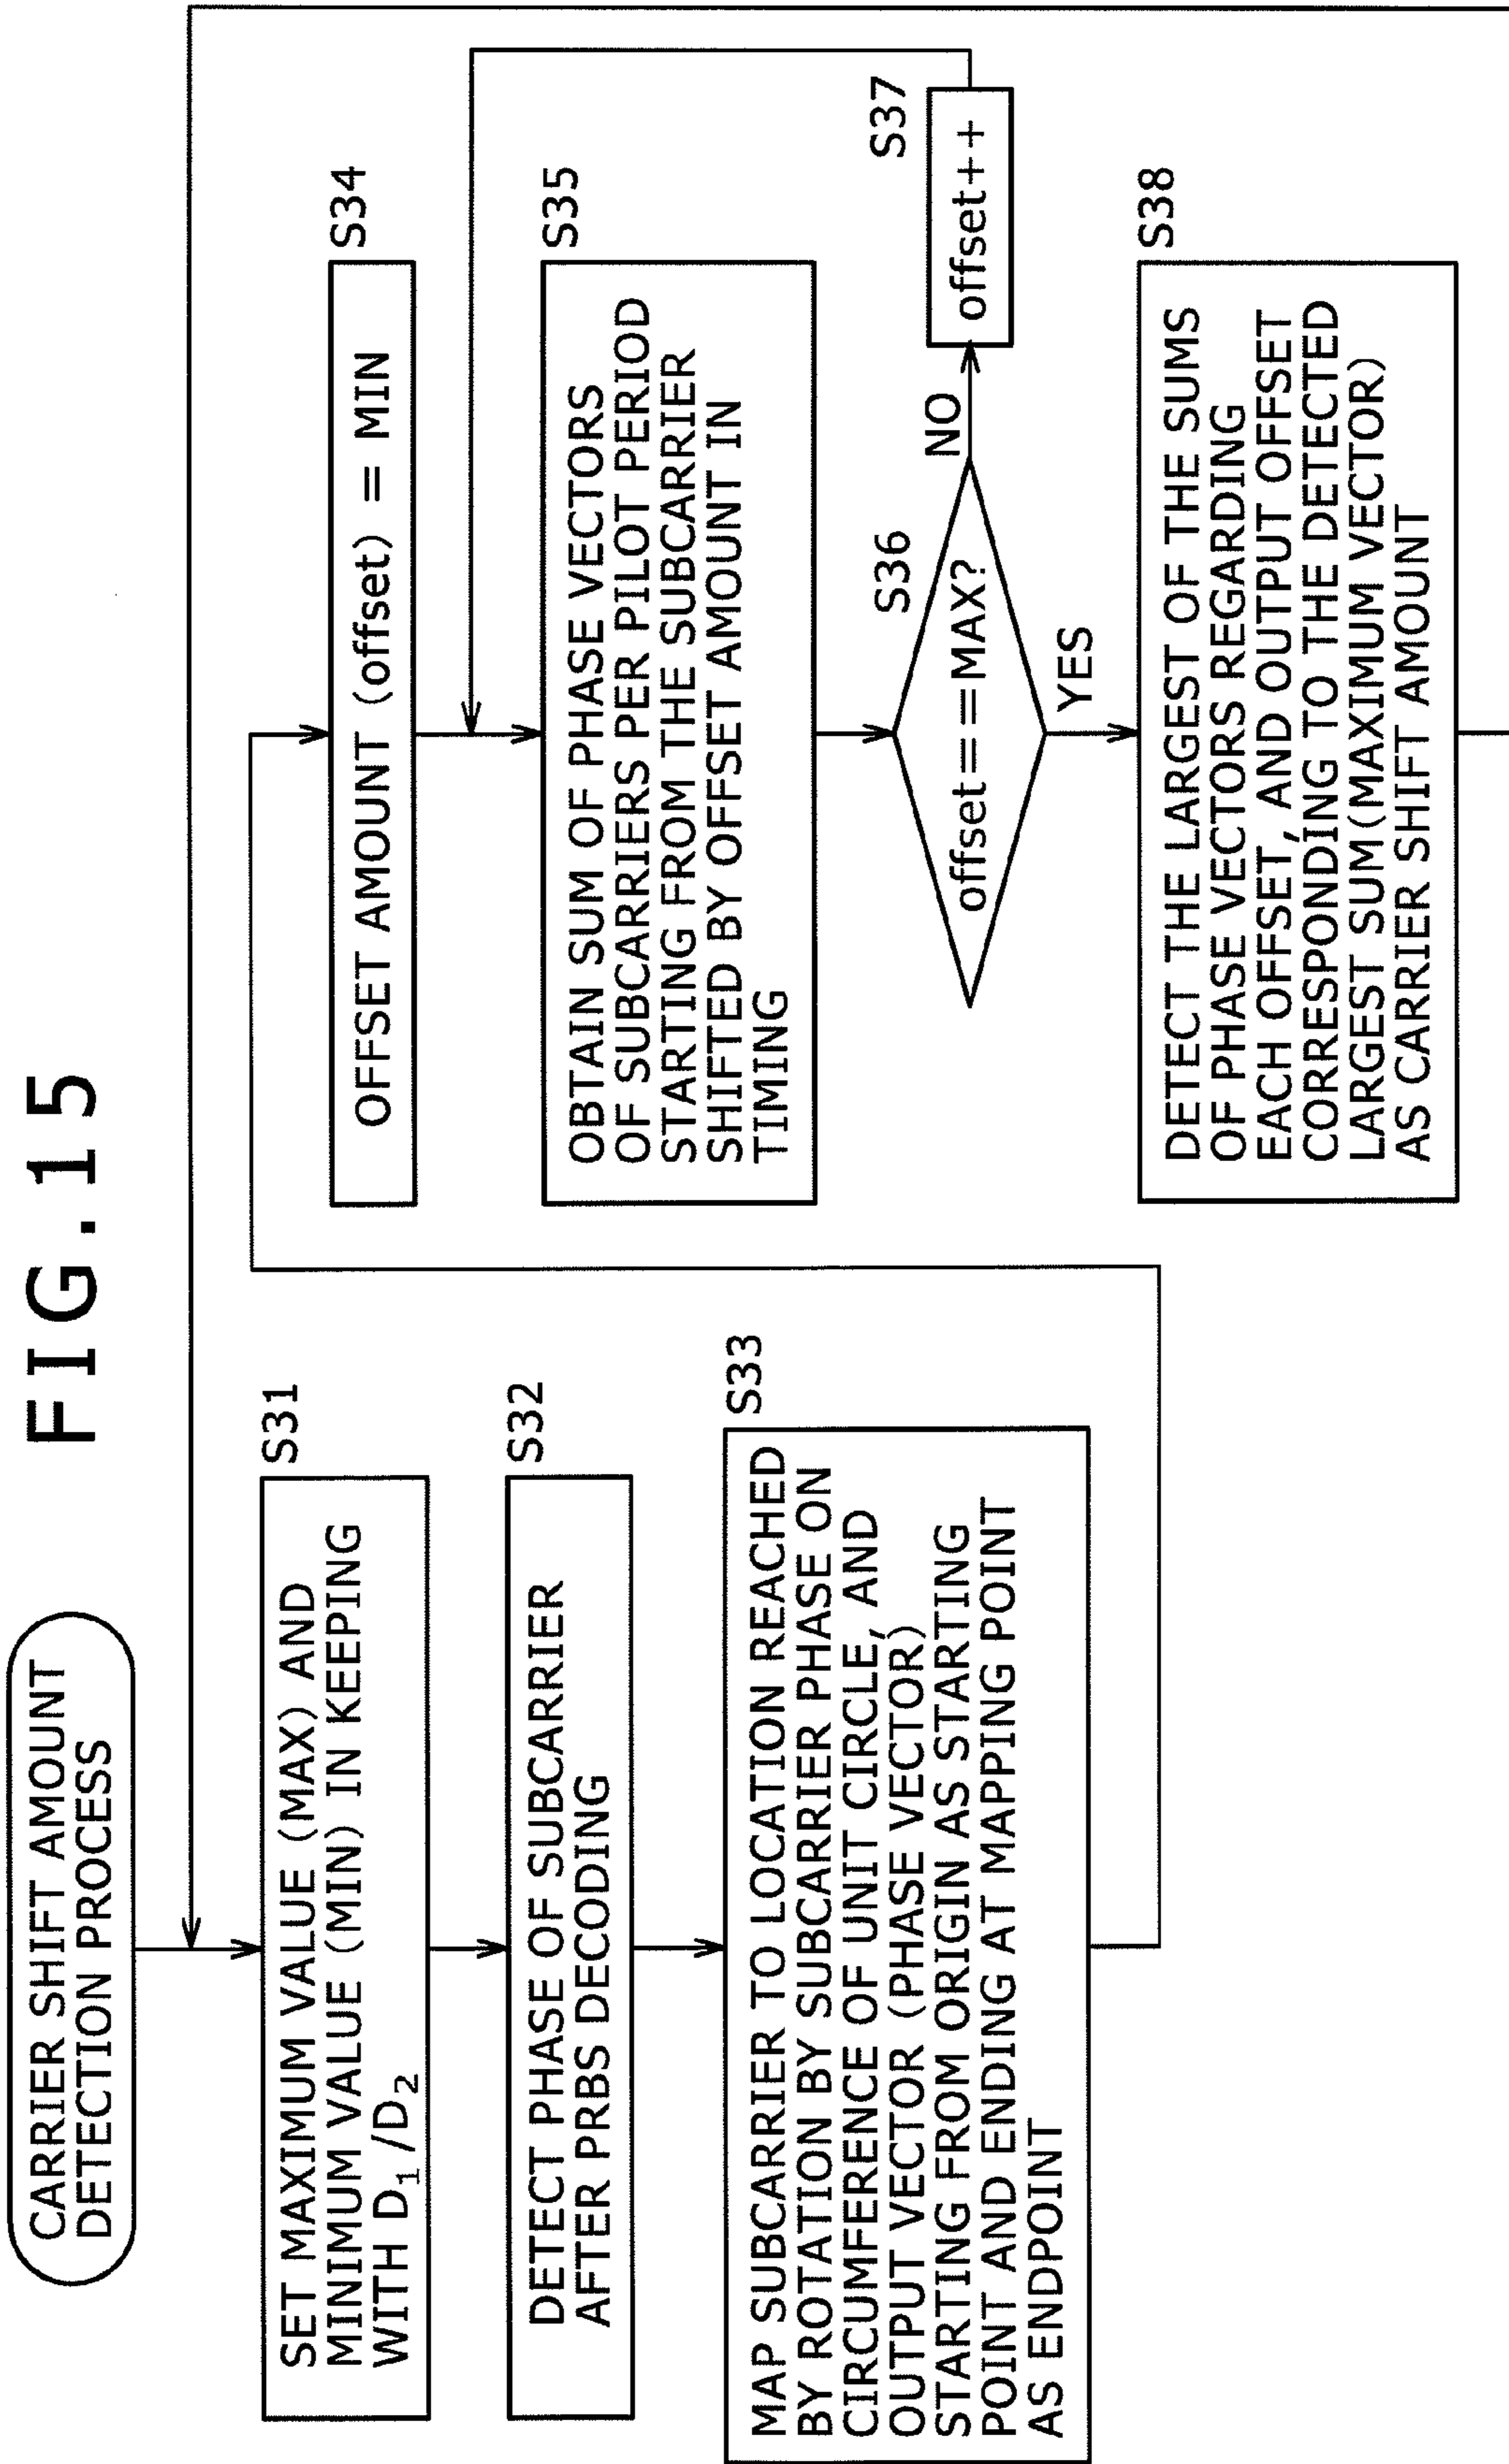 FIG.15
CARRIER SHIFT AMOUNT
DETECTION PROCESS
S31
SET MAXIMUM VALUE (MAX) AND
MINIMUM VALUE (MIN) IN KEEPING
WITH D₁/D₂
S32
DETECT PHASE OF SUBCARRIER
AFTER PRBS DECODING
S33
MAP SUBCARRIER TO LOCATION REACHED
BY ROTATION BY SUBCARRIER PHASE ON
CIRCUMFERENCE OF UNIT CIRCLE, AND
OUTPUT VECTOR (PHASE VECTOR)
STARTING FROM ORIGIN AS STARTING
POINT AND ENDING AT MAPPING POINT
AS ENDPOINT
S34
OFFSET AMOUNT (offset) = MIN
S35
OBTAIN SUM OF PHASE VECTORS
OF SUBCARRIERS PER PILOT PERIOD
STARTING FROM THE SUBCARRIER
SHIFTED BY OFFSET AMOUNT IN
TIMING
S36
offset==MAX?
NO
YES
S37
offset++
S38
DETECT THE LARGEST OF THE SUMS
OF PHASE VECTORS REGARDING
EACH OFFSET, AND OUTPUT OFFSET
CORRESPONDING TO THE DETECTED
LARGEST SUM(MAXIMUM VECTOR)
AS CARRIER SHIFT AMOUNT